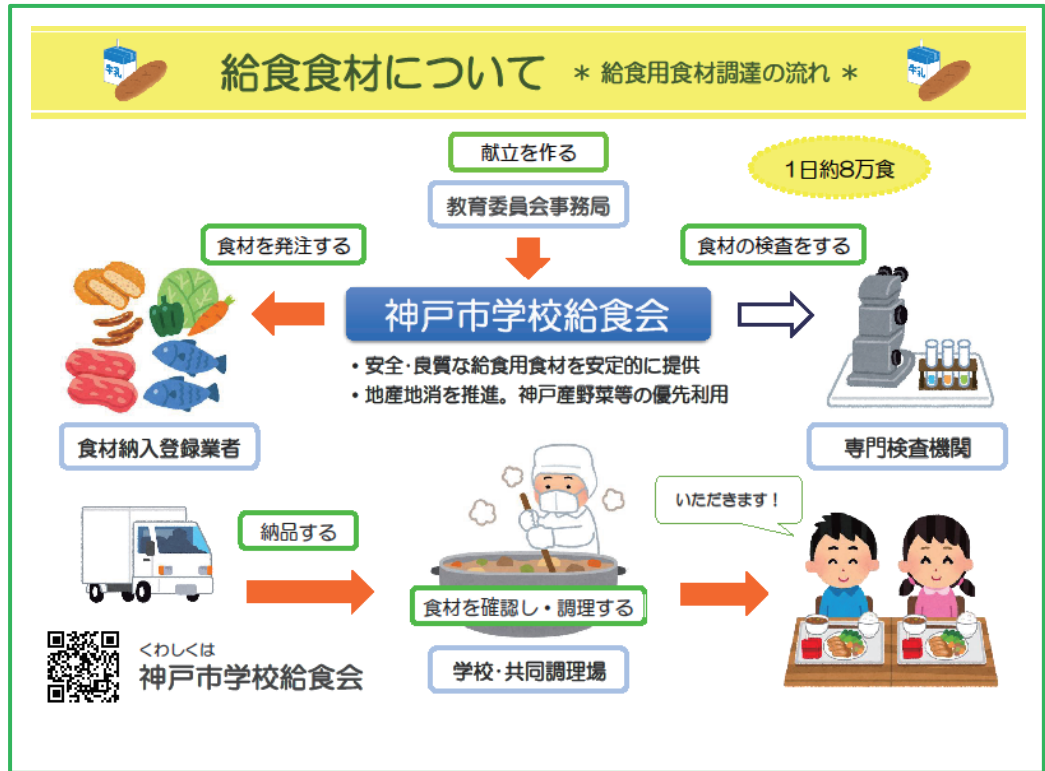 給食食材について ＊ 給食用食材調達の流れ ＊
牛乳
牛乳
献立を作る
1日約8万食
教育委員会事務局
食材を発注する
食材の検査をする
神戸市学校給食会
・安全・良質な給食用食材を安定的に提供
・地産地消を推進。神戸産野菜等の優先利用
食材納入登録業者
専門検査機関
納品する
いただきます！
食材を確認し・調理する
学校・共同調理場
くわしくは
神戸市学校給食会